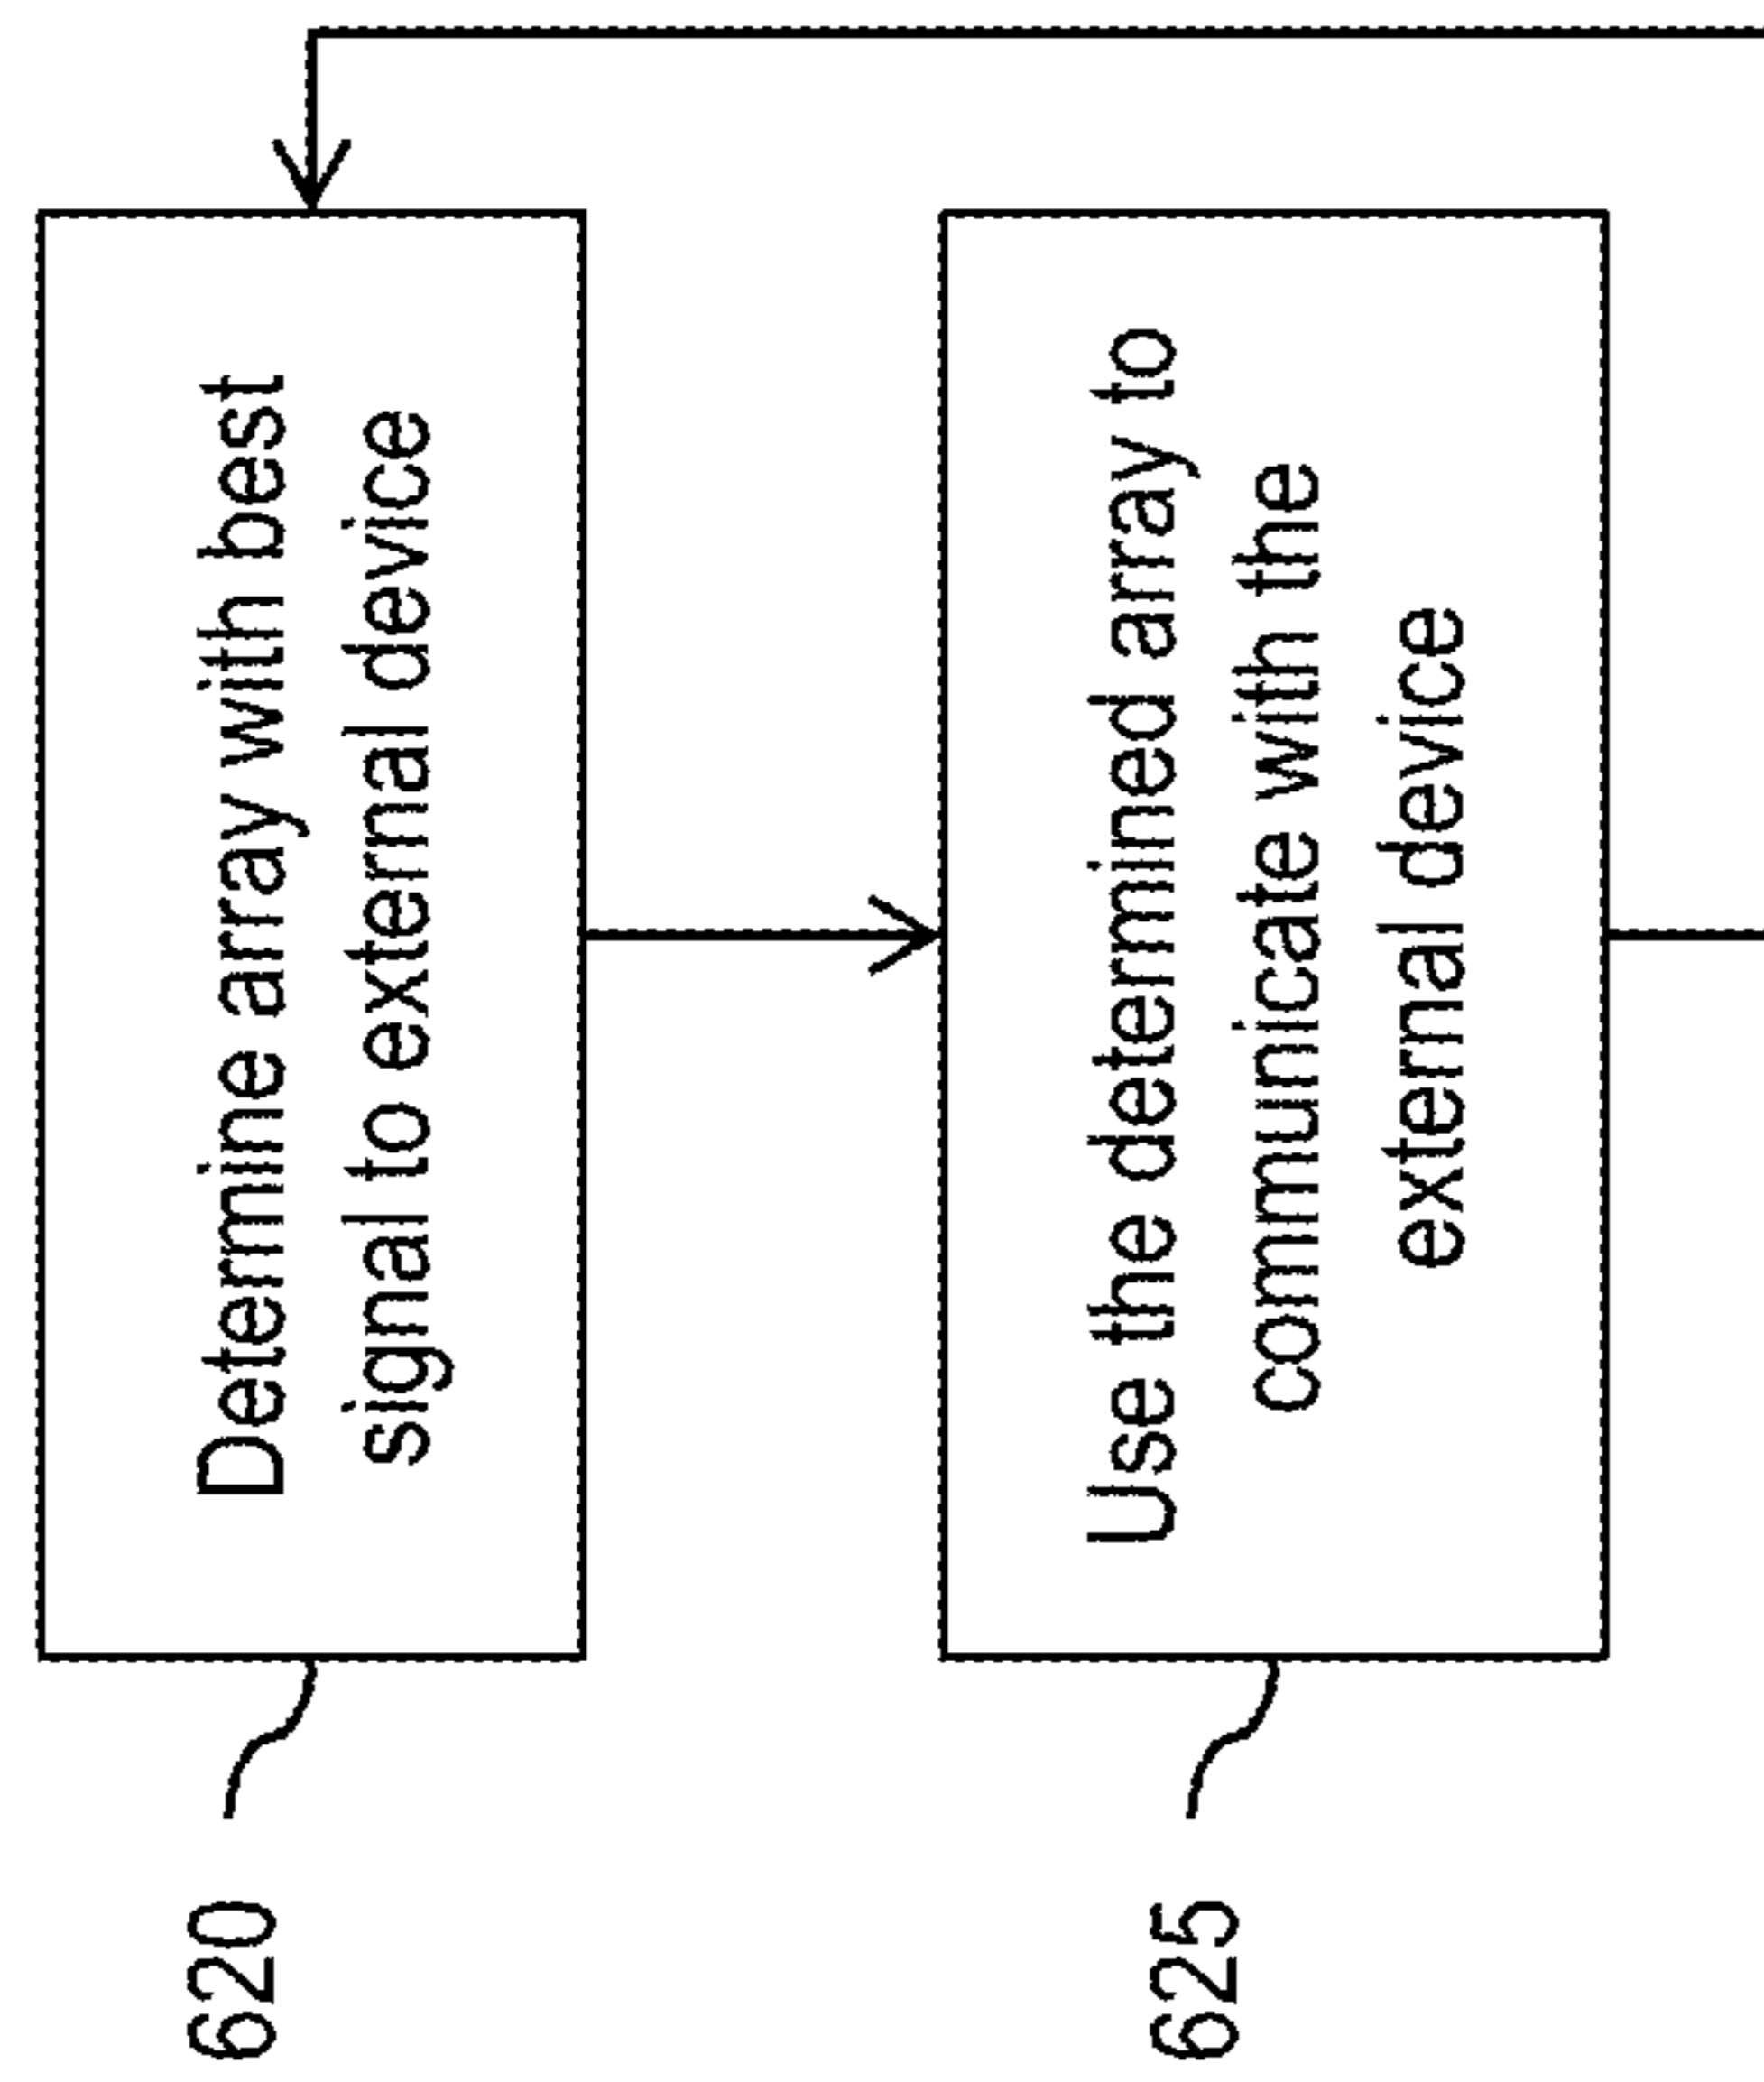 620
Determine array with best
signal to external device
625
Use the determined array to
communicate with the
external device